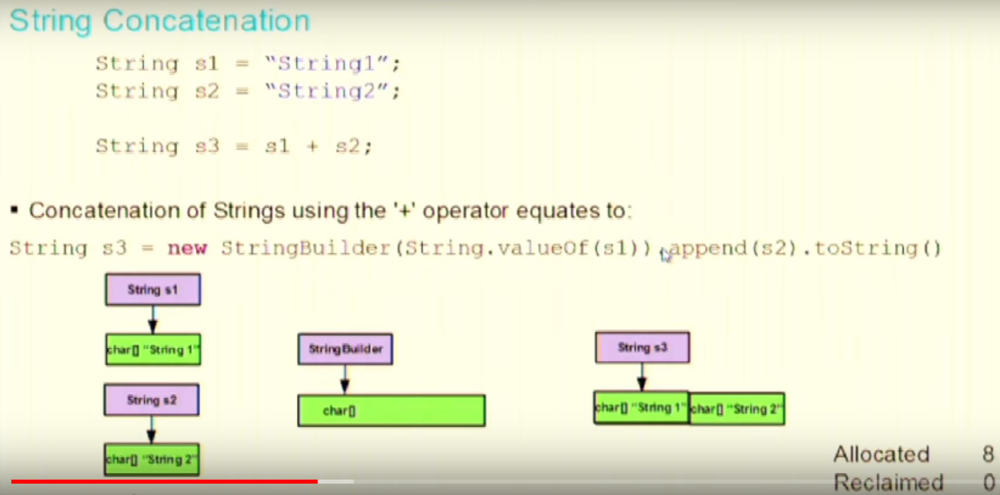 String Concatenation
String s1 = “String1”;
String s2 = “String2”;
String s3 = s1 + s2;
▪ Concatenation of Strings using the '+' operator equates to:
String s3 = new StringBuilder(String.valueOf(s1)).append(s2).toString()
String s1
char[] “String 1”
String s2
char[] “String 2”
StringBuilder
char[]
String s3
char[] “String 1” char[] “String 2”
Allocated 8
Reclaimed 0